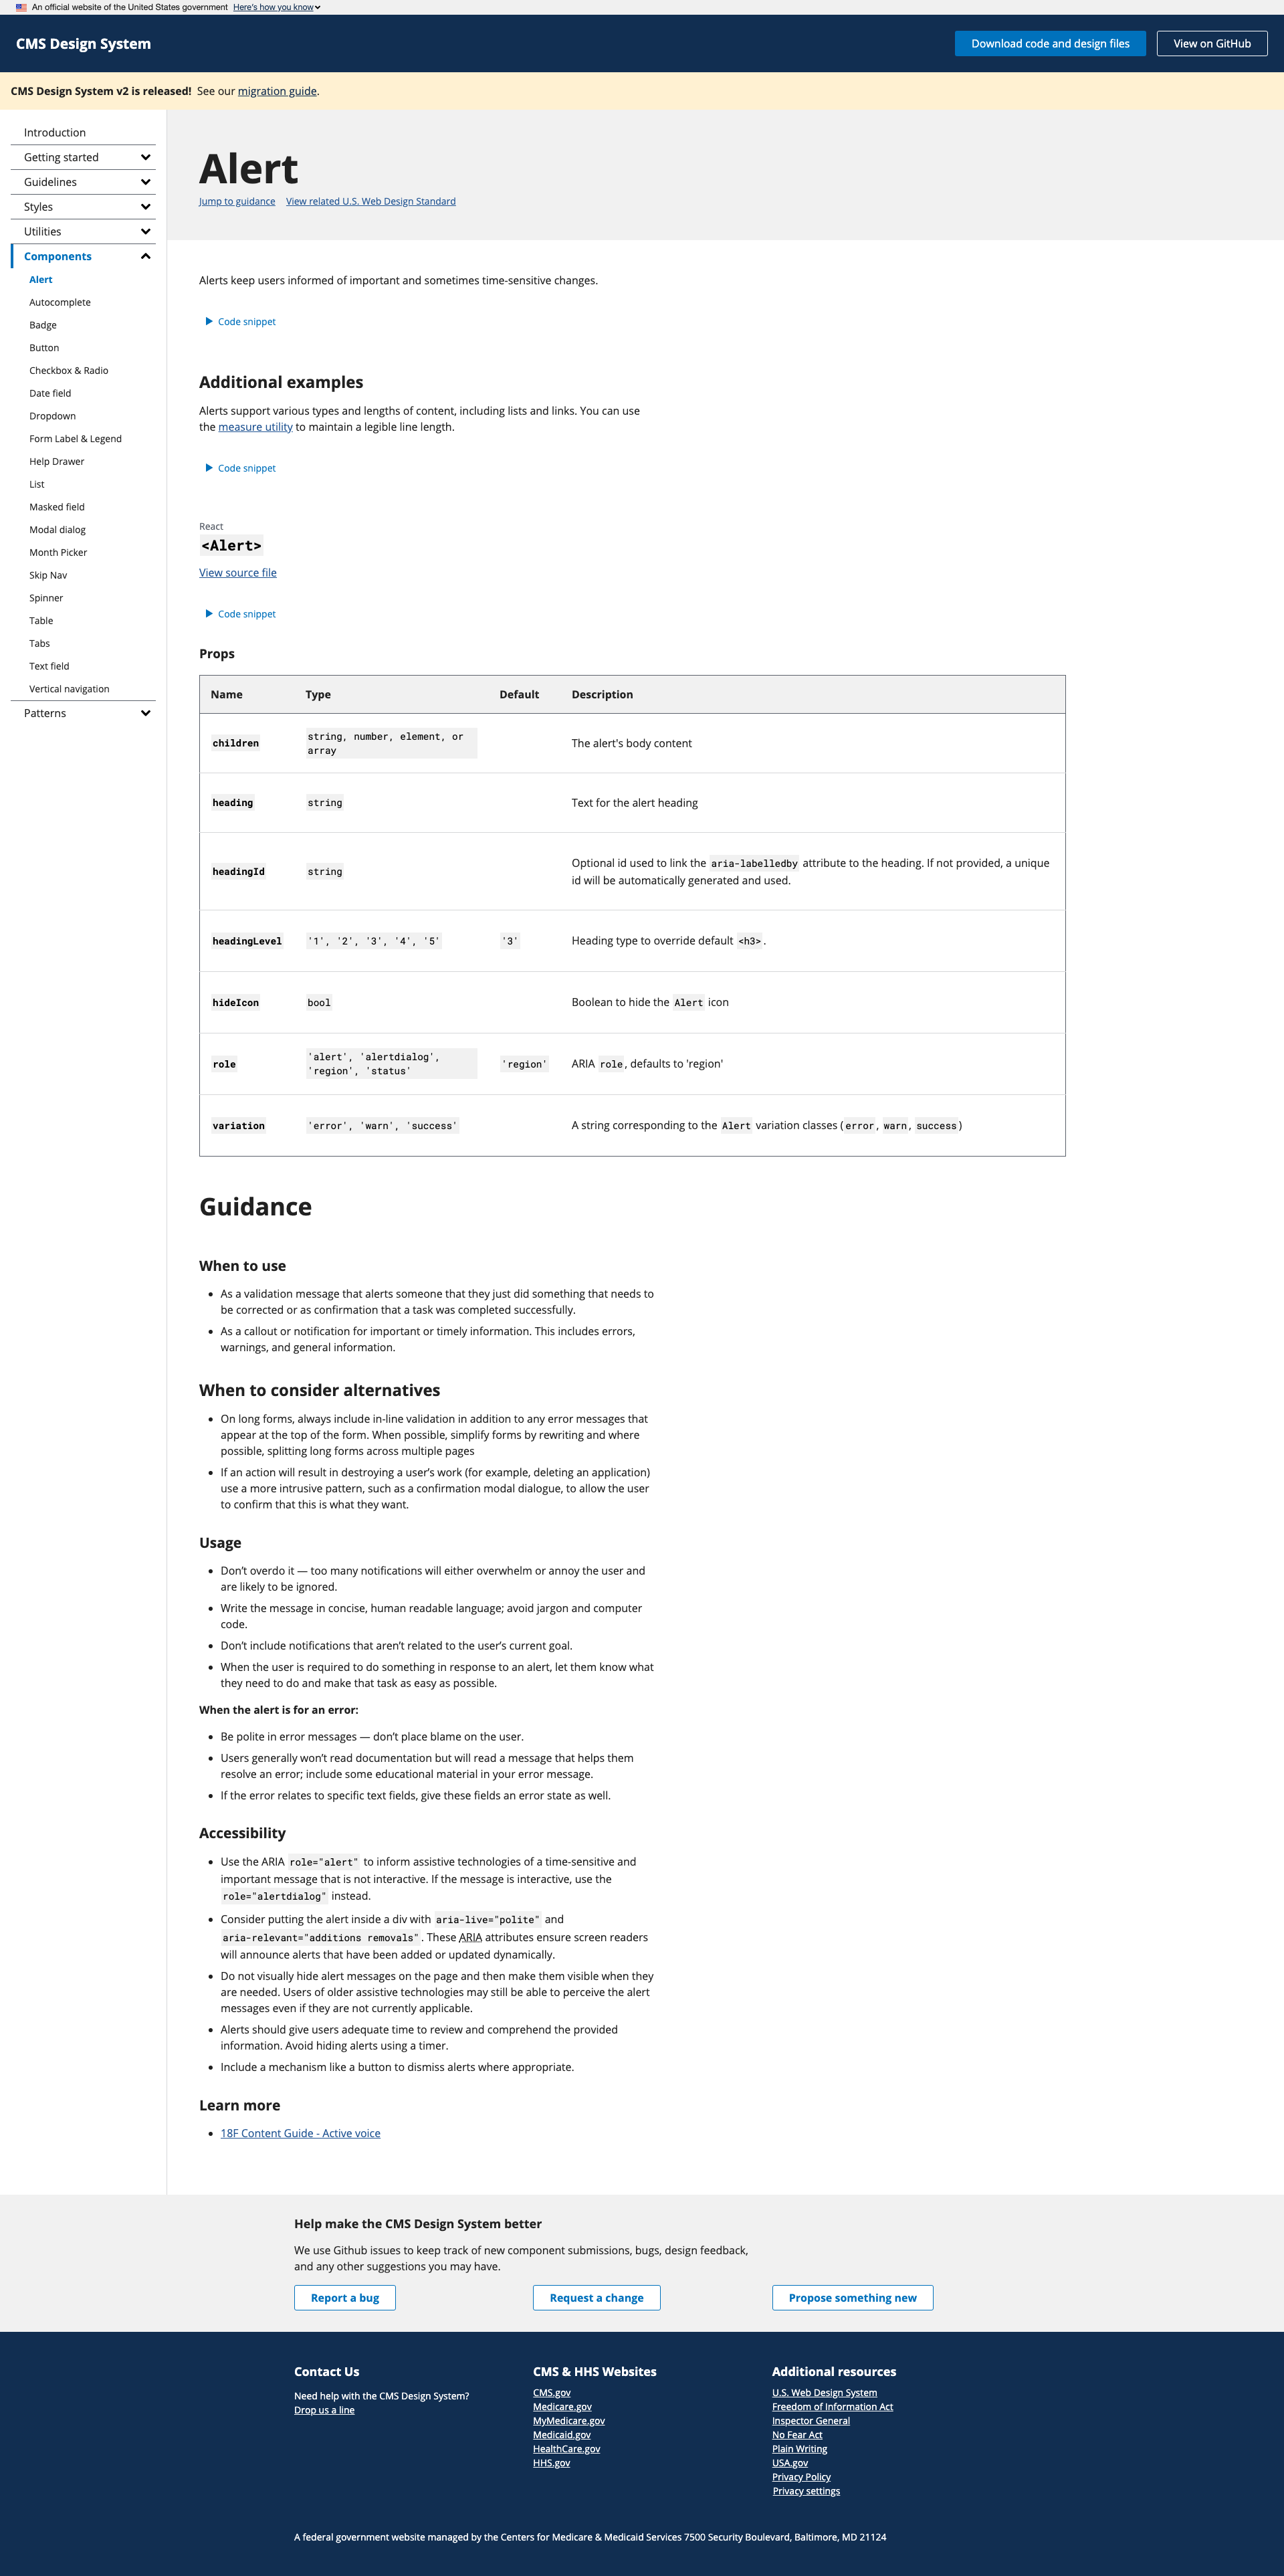 An official website of the United States government Here's how you know
CMS Design System
Download code and design files
View on GitHub
CMS Design System v2 is released! See our migration guide.
Introduction
Getting started
Guidelines
Styles
Utilities
Components
Alert
Autocomplete
Badge
Button
Checkbox & Radio
Date field
Dropdown
Form Label & Legend
Help Drawer
List
Masked field
Modal dialog
Month Picker
Skip Nav
Spinner
Table
Tabs
Text field
Vertical navigation
Patterns
Alert
Jump to guidance View related U.S. Web Design Standard
Alerts keep users informed of important and sometimes time-sensitive changes.
Code snippet
Additional examples
Alerts support various types and lengths of content, including lists and links. You can use
the measure utility to maintain a legible line length.
Code snippet
React
<Alert>
View source file
Code snippet
Props
Name Type Default Description
children string, number, element, or
array The alert's body content
heading string Text for the alert heading
headingId string Optional id used to link the aria-labelledby attribute to the heading. If not provided, a unique
id will be automatically generated and used.
headingLevel '1', '2', '3', '4', '5' '3' Heading type to override default <h3>.
hideIcon bool Boolean to hide the Alert icon
role 'alert', 'alertdialog',
'region', 'status' 'region' ARIA role, defaults to 'region'
variation 'error', 'warn', 'success' A string corresponding to the Alert variation classes (error, warn, success)
Guidance
When to use
• As a validation message that alerts someone that they just did something that needs to
be corrected or as confirmation that a task was completed successfully.
• As a callout or notification for important or timely information. This includes errors,
warnings, and general information.
When to consider alternatives
• On long forms, always include in-line validation in addition to any error messages that
appear at the top of the form. When possible, simplify forms by rewriting and where
possible, splitting long forms across multiple pages
• If an action will result in destroying a user's work (for example, deleting an application)
use a more intrusive pattern, such as a confirmation modal dialogue, to allow the user
to confirm that this is what they want.
Usage
• Don't overdo it — too many notifications will either overwhelm or annoy the user and
are likely to be ignored.
• Write the message in concise, human readable language; avoid jargon and computer
code.
• Don't include notifications that aren't related to the user's current goal.
• When the user is required to do something in response to an alert, let them know what
they need to do and make that task as easy as possible.
When the alert is for an error:
• Be polite in error messages — don't place blame on the user.
• Users generally won't read documentation but will read a message that helps them
resolve an error; include some educational material in your error message.
• If the error relates to specific text fields, give these fields an error state as well.
Accessibility
• Use the ARIA role="alert" to inform assistive technologies of a time-sensitive and
important message that is not interactive. If the message is interactive, use the
role="alertdialog" instead.
• Consider putting the alert inside a div with aria-live="polite" and
aria-relevant="additions removals". These ARIA attributes ensure screen readers
will announce alerts that have been added or updated dynamically.
• Do not visually hide alert messages on the page and then make them visible when they
are needed. Users of older assistive technologies may still be able to perceive the alert
messages even if they are not currently applicable.
• Alerts should give users adequate time to review and comprehend the provided
information. Avoid hiding alerts using a timer.
• Include a mechanism like a button to dismiss alerts where appropriate.
Learn more
• 18F Content Guide - Active voice
Help make the CMS Design System better
We use Github issues to keep track of new component submissions, bugs, design feedback,
and any other suggestions you may have.
Report a bug
Request a change
Propose something new
Contact Us
Need help with the CMS Design System?
Drop us a line
CMS & HHS Websites
CMS.gov
Medicare.gov
MyMedicare.gov
Medicaid.gov
HealthCare.gov
HHS.gov
Additional resources
U.S. Web Design System
Freedom of Information Act
Inspector General
No Fear Act
Plain Writing
USA.gov
Privacy Policy
Privacy settings
A federal government website managed by the Centers for Medicare & Medicaid Services 7500 Security Boulevard, Baltimore, MD 21124